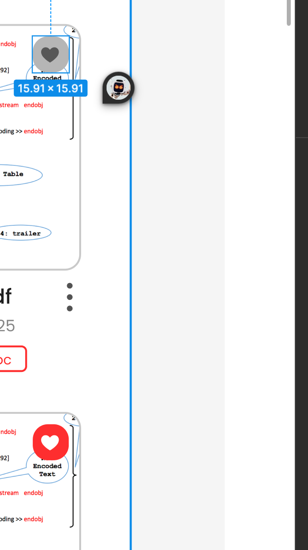 endobj
Encoded
92]
15.91 × 15.91
stream endobj
oding >> endobj
Table
4: trailer
df
25
OC
endobj
92]
Encoded
Text
stream endobj
oding >> endobj